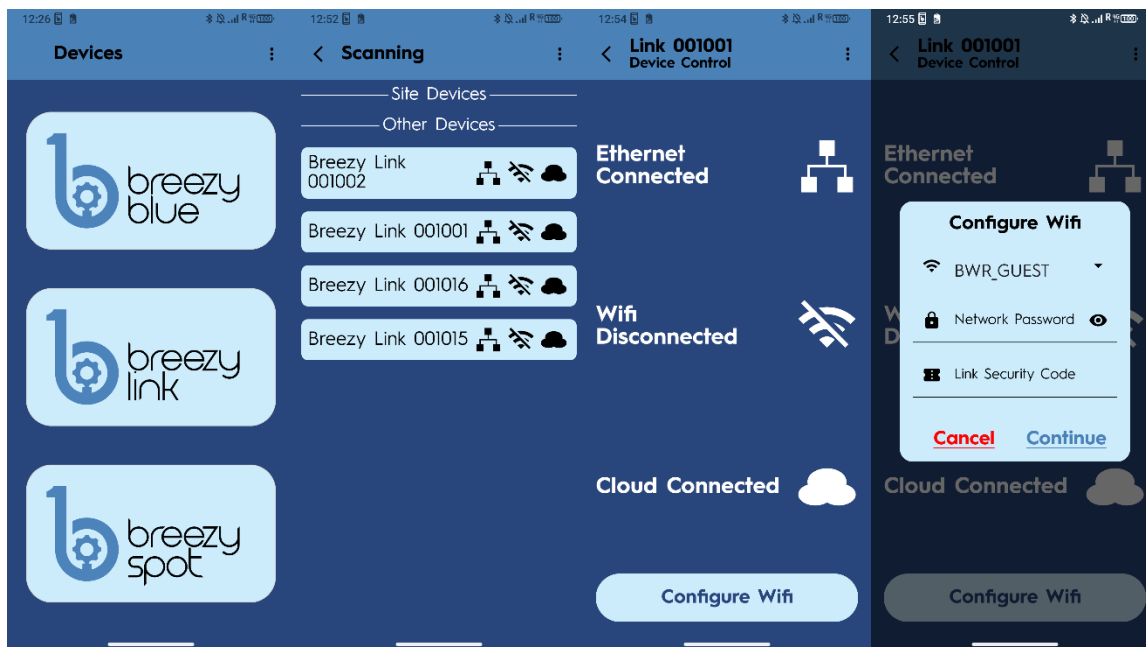 12:26
Devices
breezy
blue
breezy
link
breezy
spot
12:52
Scanning
Site Devices
Other Devices
Breezy Link
001002
Breezy Link 001001
Breezy Link 001016
Breezy Link 001015
12:54
Link 001001
Device Control
Ethernet
Connected
Wifi
Disconnected
Cloud Connected
Configure Wifi
12:55
Link 001001
Device Control
Ethernet
Connected
Configure Wifi
BWR_GUEST
Network Password
Link Security Code
Cancel Continue
Cloud Connected
Configure Wifi